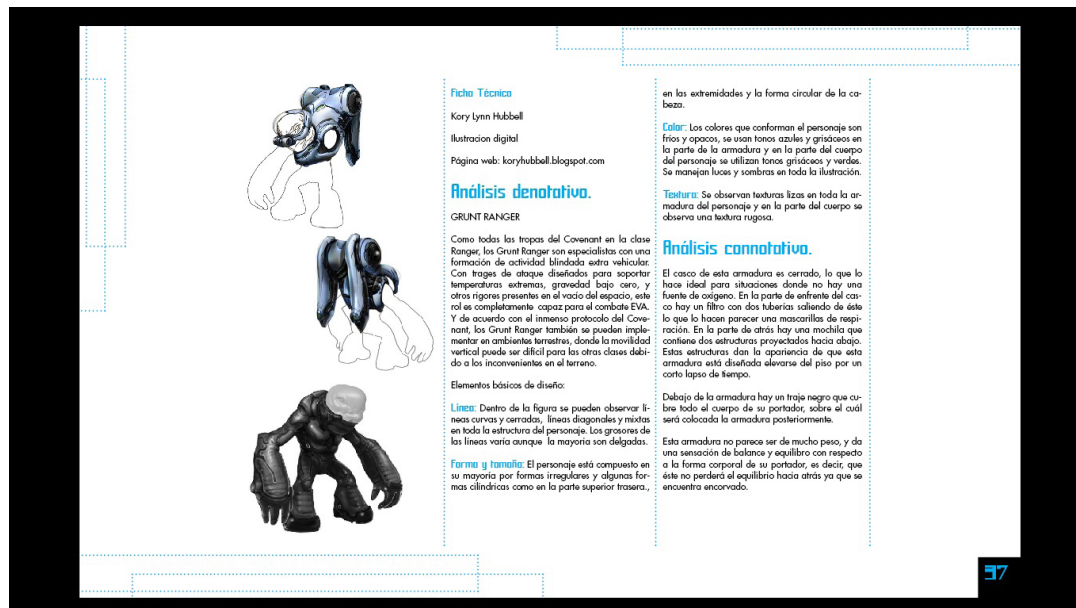 Ficha Técnica
Kory Lynn Hubbell
Ilustracion digital
Página web: koryhubbell.blogspot.com
Análisis denotativo.
GRUNT RANGER
Como todas las tropas del Covenant en la clase
Ranger, los Grunt Ranger son especialistas con una
formación de actividad blindada extra vehicular.
Con trages de ataque diseñados para soportar
temperaturas extremas, gravedad bajo cero, y
otros rigores presentes en el vacío del espacio, este
rol es completamente  capaz para el combate EVA.
Y de acuerdo con el inmenso protocolo del Cove-
nant, los Grunt Ranger también se pueden imple-
mentar en ambientes terrestres, donde la movilidad
vertical puede ser difícil para las otras clases debi-
do a los inconvenientes en el terreno.
Elementos básicos de diseño:
Línea: Dentro de la figura se pueden observar lí-
neas curvas y cerradas,  líneas diagonales y mixtas
en toda la estructura del personaje. Los grosores de
las líneas varía aunque  la mayoria son delgadas.
Forma y tamaño: El personaje está compuesto en
su mayoría por formas irregulares y algunas for-
mas cilíndricas como en la parte superior trasera.,
en las extremidades y la forma circular de la ca-
beza.
Color: Los colores que conforman el personaje son
fríos y opacos, se usan tonos azules y grisáceos en
la parte de la armadura y en la parte del cuerpo
del personaje se utilizan tonos grisáceos y verdes.
Se manejan luces y sombras en toda la ilustración.
Textura: Se observan texturas lizas en toda la ar-
madura del personaje y en la parte del cuerpo se
observa una textura rugosa.
Análisis connotativo.
El casco de esta armadura es cerrado, lo que lo
hace ideal para situaciones donde no hay una
fuente de oxígeno. En la parte de enfrente del cas-
co hay un filtro con dos tuberías saliendo de éste
lo que lo hacen parecer una mascarillas de respi-
ración. En la parte de atrás hay una mochila que
contiene dos estructuras proyectados hacia abajo.
Estas estructuras dan la apariencia de que esta
armadura está diseñada elevarse del piso por un
corto lapso de tiempo.
Debajo de la armadura hay un traje negro que cu-
bre todo el cuerpo de su portador, sobre el cuál
será colocada la armadura posteriormente.
Esta armadura no parece ser de mucho peso, y da
una sensación de balance y equilibro con respecto
a la forma corporal de su portador, es decir, que
éste no perderá el equilibrio hacia atrás ya que se
encuentra encorvado.
37